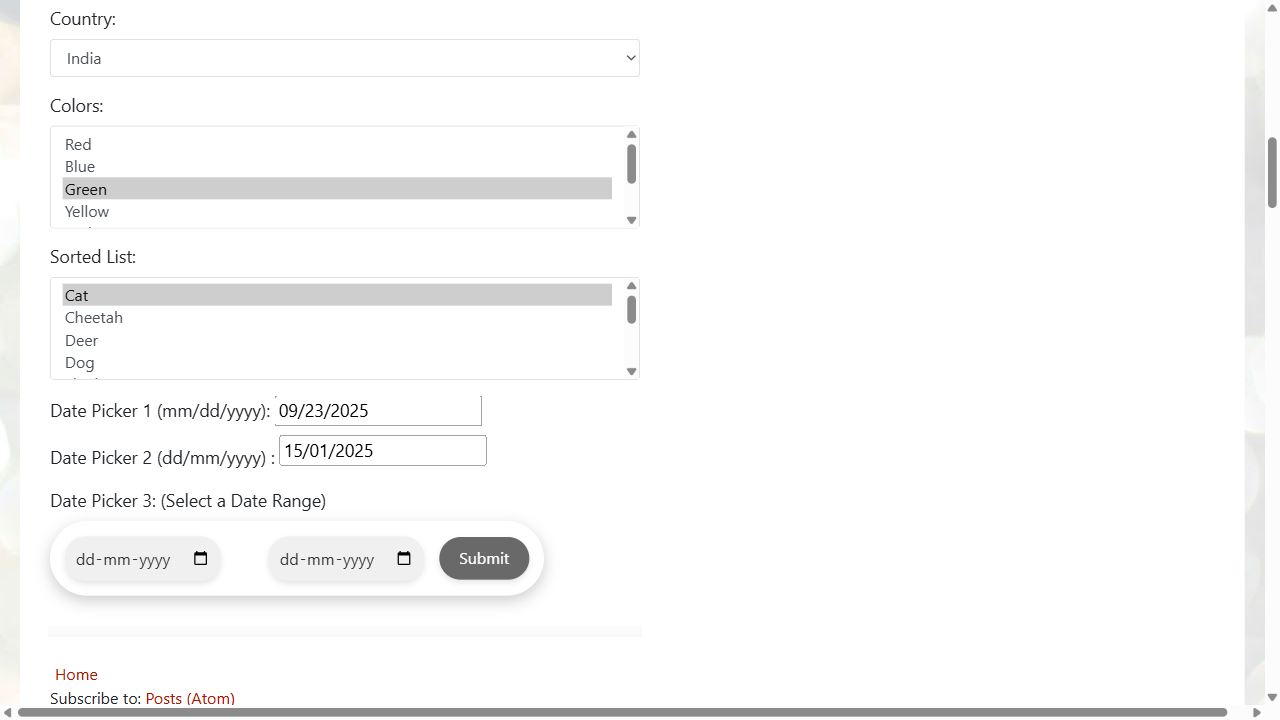 Country:
India
Colors:
Red
Blue
Green
Yellow
Sorted List:
Cat
Cheetah
Deer
Dog
Date Picker 1 (mm/dd/yyyy): 09/23/2025
Date Picker 2 (dd/mm/yyyy) : 15/01/2025
Date Picker 3: (Select a Date Range)
dd-mm-yyyy dd-mm-yyyy Submit
Home
Subscribe to: Posts (Atom)